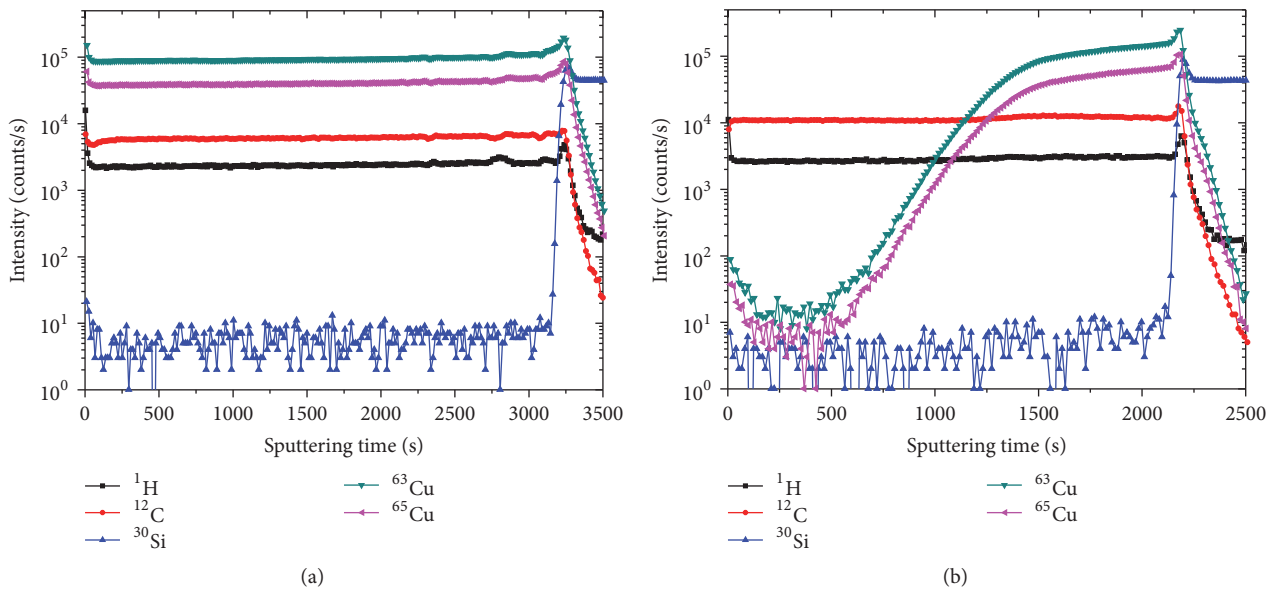 Intensity (counts/s)
10⁵
10⁴
10³
10²
10¹
10⁰
0 500 1000 1500 2000 2500 3000 3500
Sputtering time (s)
¹H
¹²C
³⁰Si
⁶³Cu
⁶⁵Cu
(a)
Intensity (counts/s)
10⁵
10⁴
10³
10²
10¹
10⁰
0 500 1000 1500 2000 2500
Sputtering time (s)
¹H
¹²C
³⁰Si
⁶³Cu
⁶⁵Cu
(b)